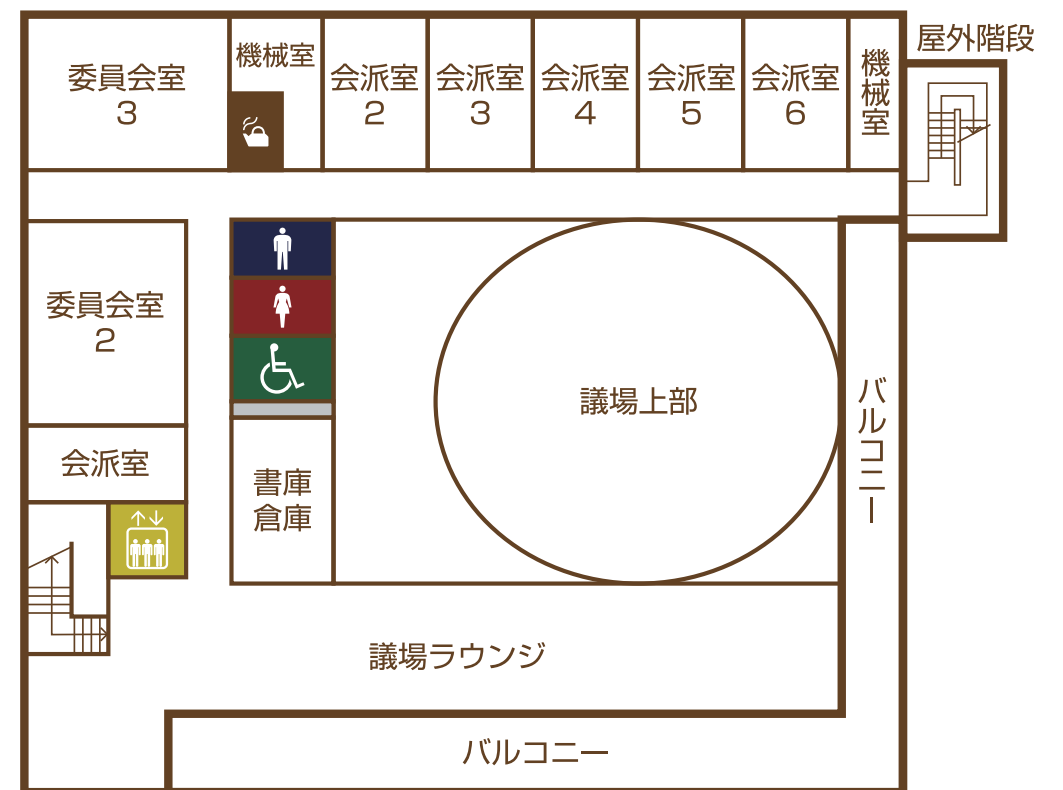 屋外階段
委員会室
3
機械室
会派室
2
会派室
3
会派室
4
会派室
5
会派室
6
機械室
委員会室
2
会派室
書庫
倉庫
議場上部
バルコニー
議場ラウンジ
バルコニー